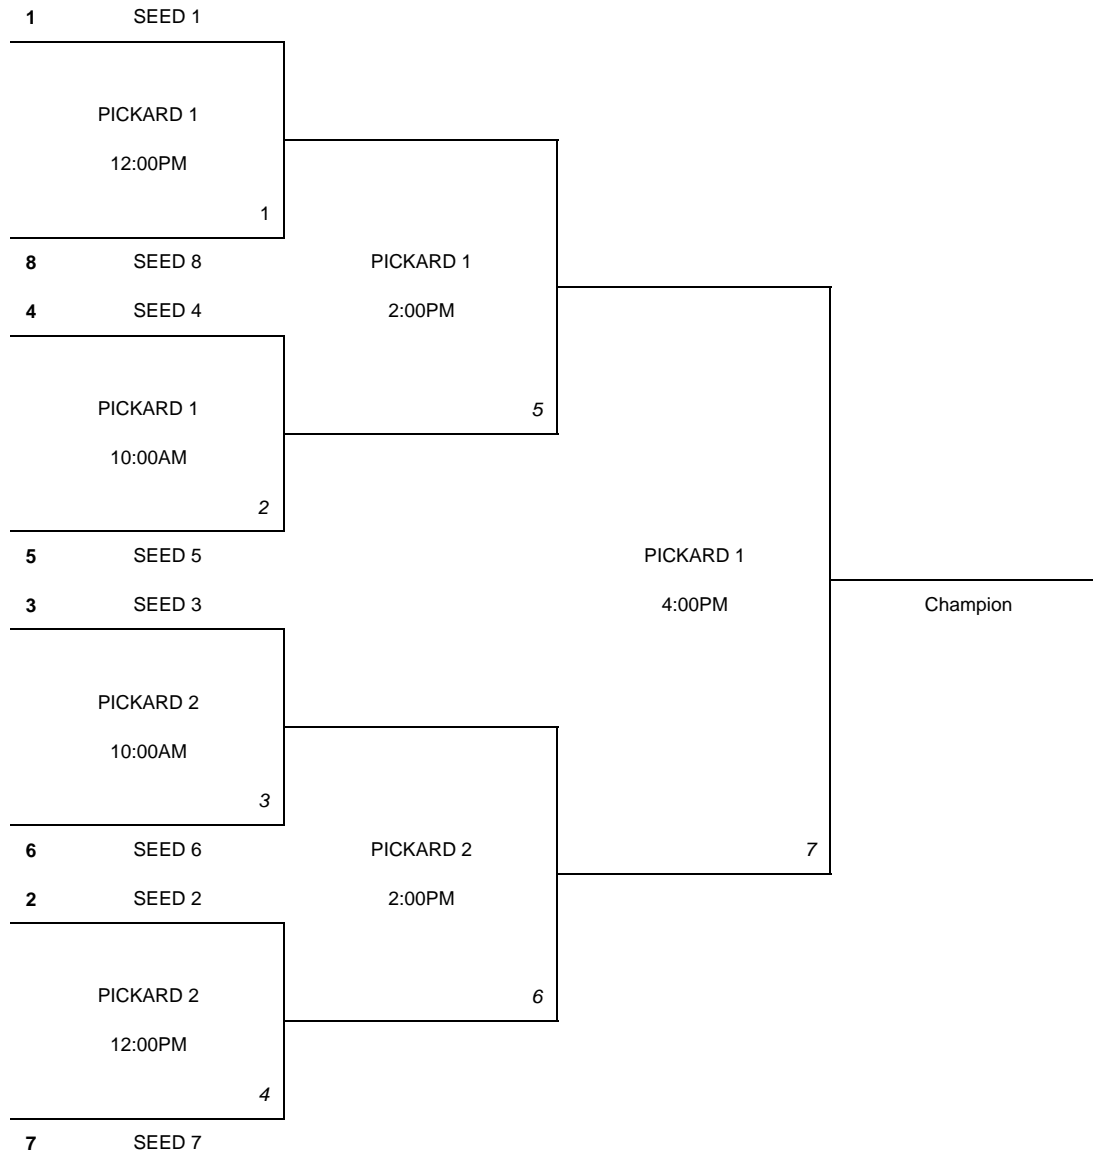 1 SEED 1
PICKARD 1
12:00PM
1
8 SEED 8 PICKARD 1
4 SEED 4 2:00PM
PICKARD 1 5
10:00AM
2
5 SEED 5 PICKARD 1
3 SEED 3 4:00PM Champion
PICKARD 2
10:00AM
3
6 SEED 6 PICKARD 2 7
2 SEED 2 2:00PM
PICKARD 2 6
12:00PM
4
7 SEED 7